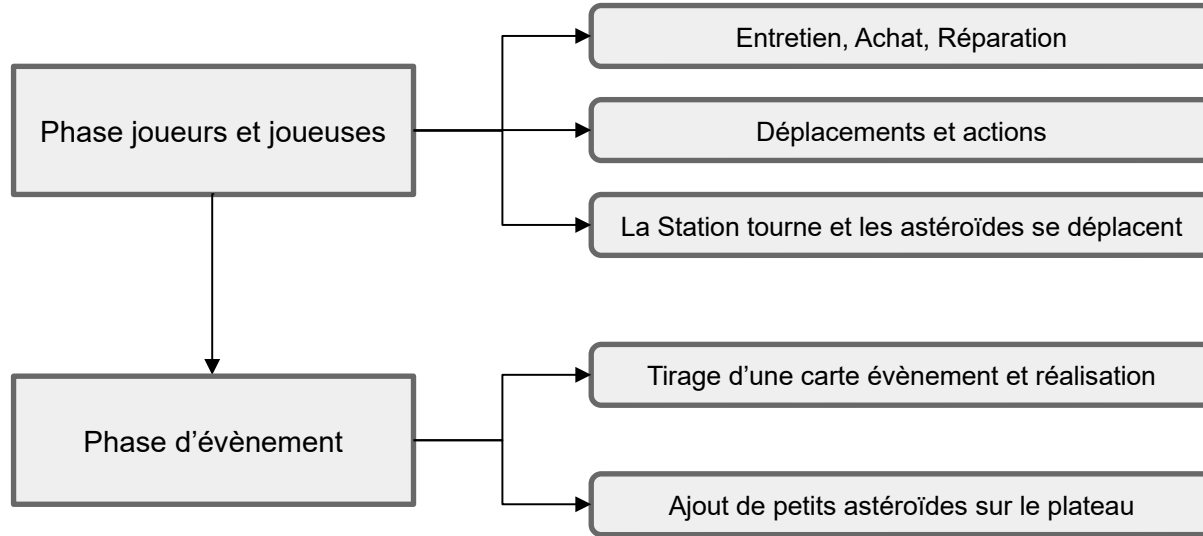 Entretien, Achat, Réparation
Phase joueurs et joueuses
Déplacements et actions
La Station tourne et les astéroïdes se déplacent
Tirage d’une carte évènement et réalisation
Phase d’évènement
Ajout de petits astéroïdes sur le plateau